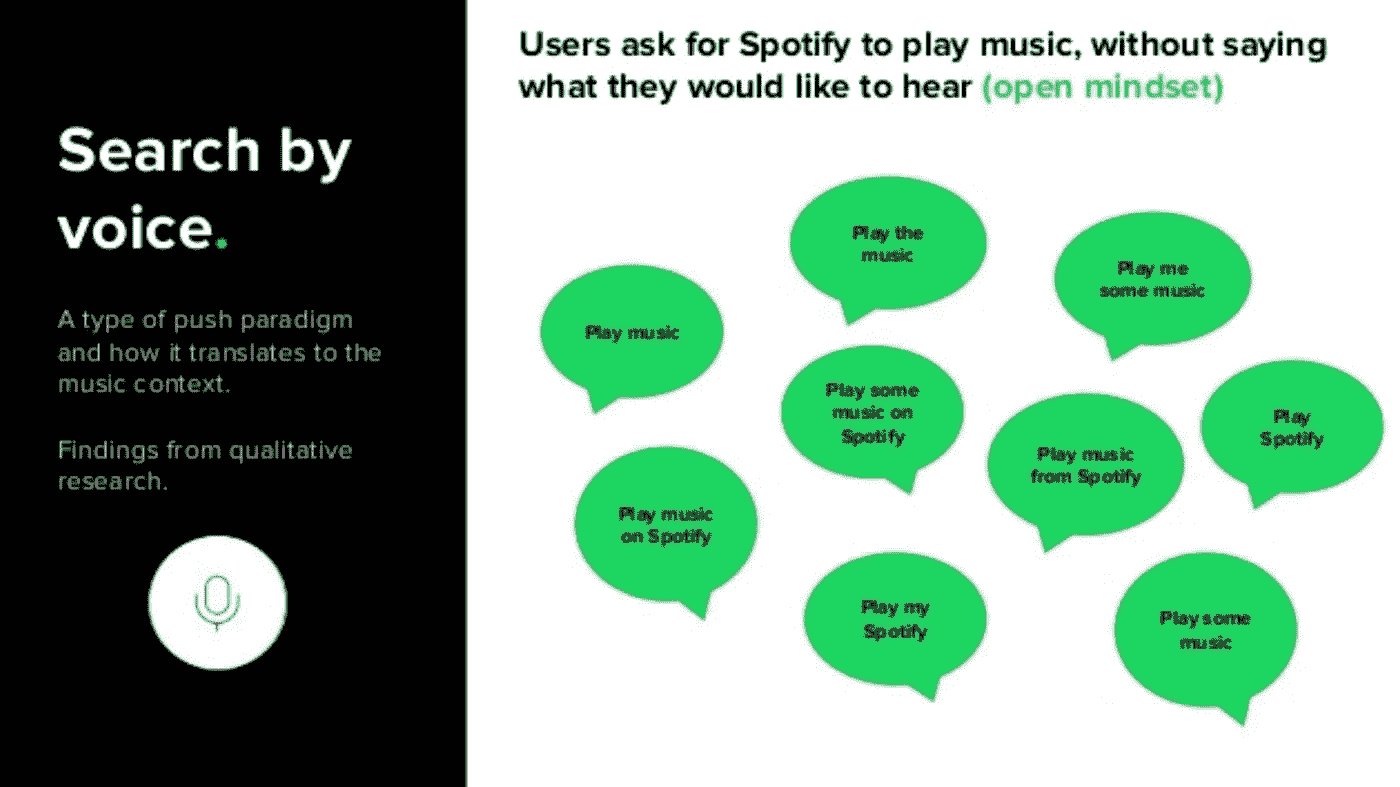 Search by
voice.
A type of push paradigm
and how it translates to the
music context.
Findings from qualitative
research.
Users ask for Spotify to play music, without saying
what they would like to hear (open mindset)
Play the
music
Play me
some music
Play music
Play some
music on
Spotify
Play music
from Spotify
Play
Spotify
Play music
on Spotify
Play my
Spotify
Play some
music